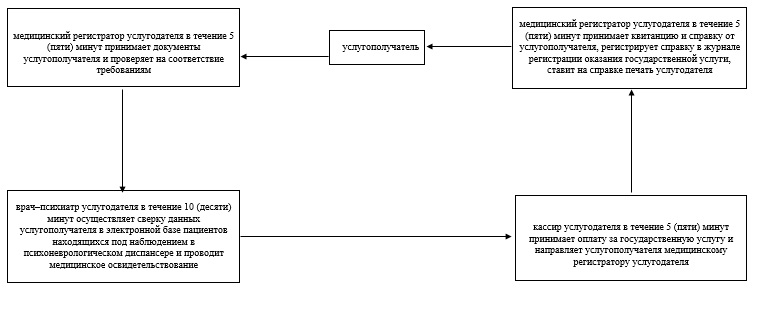 медицинский регистратор услугодателя в течение 5
(пяти) минут принимает документы
услугополучателя и проверяет на соответствие
требованиям
услугополучатель
медицинский регистратор услугодателя в течение 5
(пяти) минут принимает квитанцию и справку от
услугополучателя, регистрирует справку в журнале
регистрации оказания государственной услуги,
ставит на справке печать услугодателя
врач–психиатр услугодателя в течение 10 (десяти)
минут осуществляет сверку данных
услугополучателя в электронной базе пациентов
находящихся под наблюдением в
психоневрологическом диспансере и проводит
медицинское освидетельствование
кассир услугодателя в течение 5 (пяти) минут
принимает оплату за государственную услугу и
направляет услугополучателя медицинскому
регистратору услугодателя